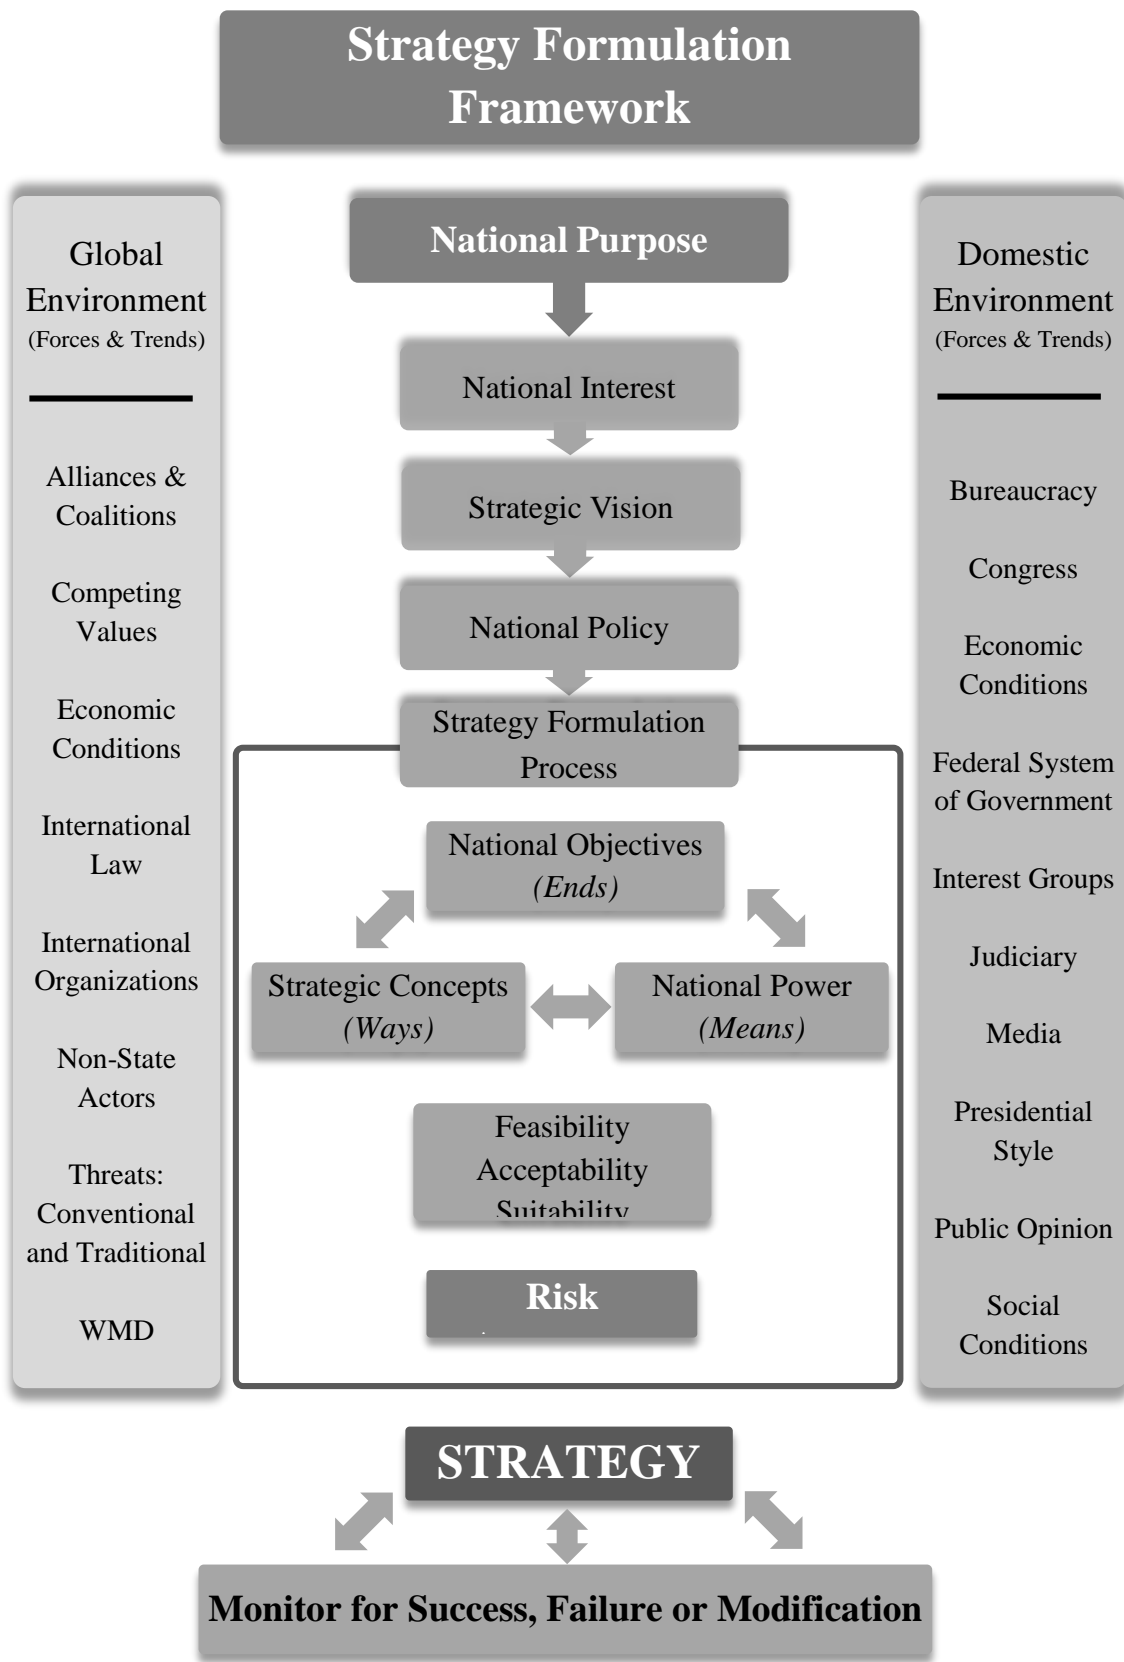 Strategy Formulation
Framework
Global
Environment
(Forces & Trends)
Alliances &
Coalitions
Competing
Values
Economic
Conditions
International
Law
International
Organizations
Non-State
Actors
Threats:
Conventional
and Traditional
WMD
National Purpose
National Interest
Strategic Vision
National Policy
Strategy Formulation
Process
National Objectives
(Ends)
Strategic Concepts
(Ways)
National Power
(Means)
Feasibility
Acceptability
Suitability
Risk
STRATEGY
Monitor for Success, Failure or Modification
Domestic
Environment
(Forces & Trends)
Bureaucracy
Congress
Economic
Conditions
Federal System
of Government
Interest Groups
Judiciary
Media
Presidential
Style
Public Opinion
Social
Conditions